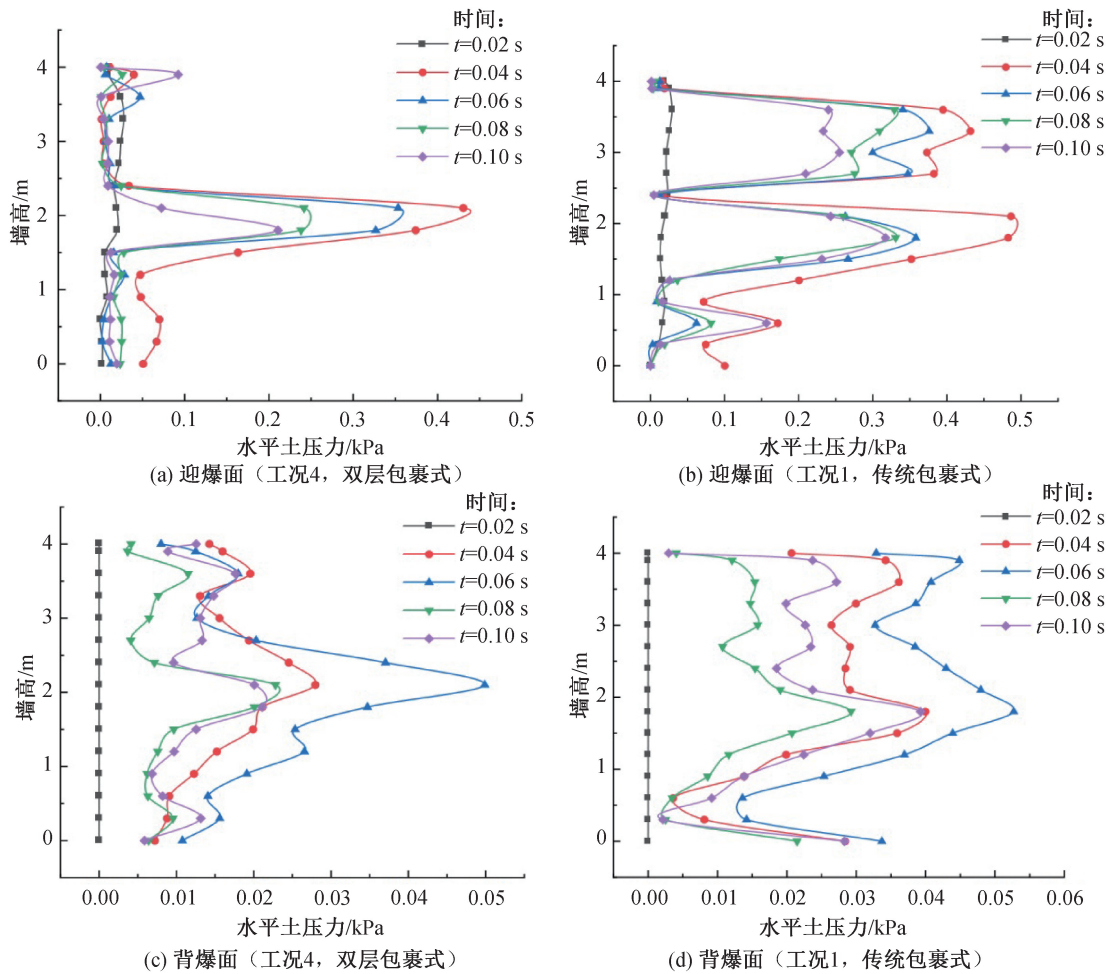 时间：
t=0.02 s
t=0.04 s
t=0.06 s
t=0.08 s
t=0.10 s
墙高/m
4
3
2
1
0
0.0 0.1 0.2 0.3 0.4 0.5
水平土压力/kPa
(a) 迎爆面（工况4，双层包裹式）
时间：
t=0.02 s
t=0.04 s
t=0.06 s
t=0.08 s
t=0.10 s
墙高/m
4
3
2
1
0
0.0 0.1 0.2 0.3 0.4 0.5
水平土压力/kPa
(b) 迎爆面（工况1，传统包裹式）
时间：
t=0.02 s
t=0.04 s
t=0.06 s
t=0.08 s
t=0.10 s
墙高/m
4
3
2
1
0
0.00 0.01 0.02 0.03 0.04 0.05
水平土压力/kPa
(c) 背爆面（工况4，双层包裹式）
时间：
t=0.02 s
t=0.04 s
t=0.06 s
t=0.08 s
t=0.10 s
墙高/m
4
3
2
1
0
0.00 0.01 0.02 0.03 0.04 0.05 0.06
水平土压力/kPa
(d) 背爆面（工况1，传统包裹式）